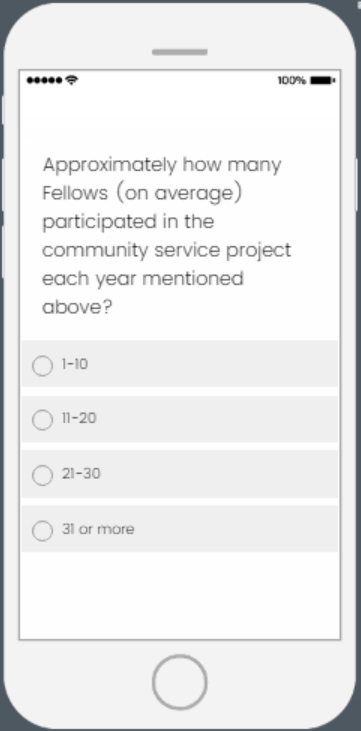 100%
Approximately how many
Fellows (on average)
participated in the
community service project
each year mentioned
above?
1-10
11-20
21-30
31 or more